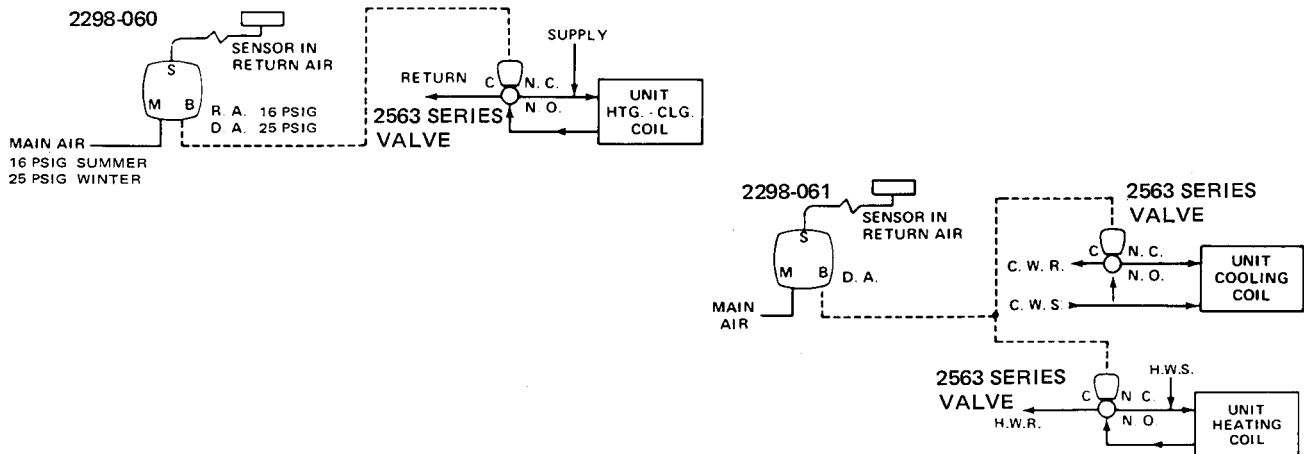 2298-060
SENSOR IN
RETURN AIR
S
M B
R. A. 16 PSIG
D. A. 25 PSIG
MAIN AIR
16 PSIG SUMMER
25 PSIG WINTER
SUPPLY
RETURN
C N. C.
N. O.
2563 SERIES
VALVE
UNIT
HTG. - CLG.
COIL
2298-061
SENSOR IN
RETURN AIR
S
M B
D. A.
MAIN
AIR
2563 SERIES
VALVE
C N. C.
N. O.
C. W. R.
C. W. S.
UNIT
COOLING
COIL
2563 SERIES
VALVE
H.W.S.
C N C.
N. O.
H.W.R.
UNIT
HEATING
COIL